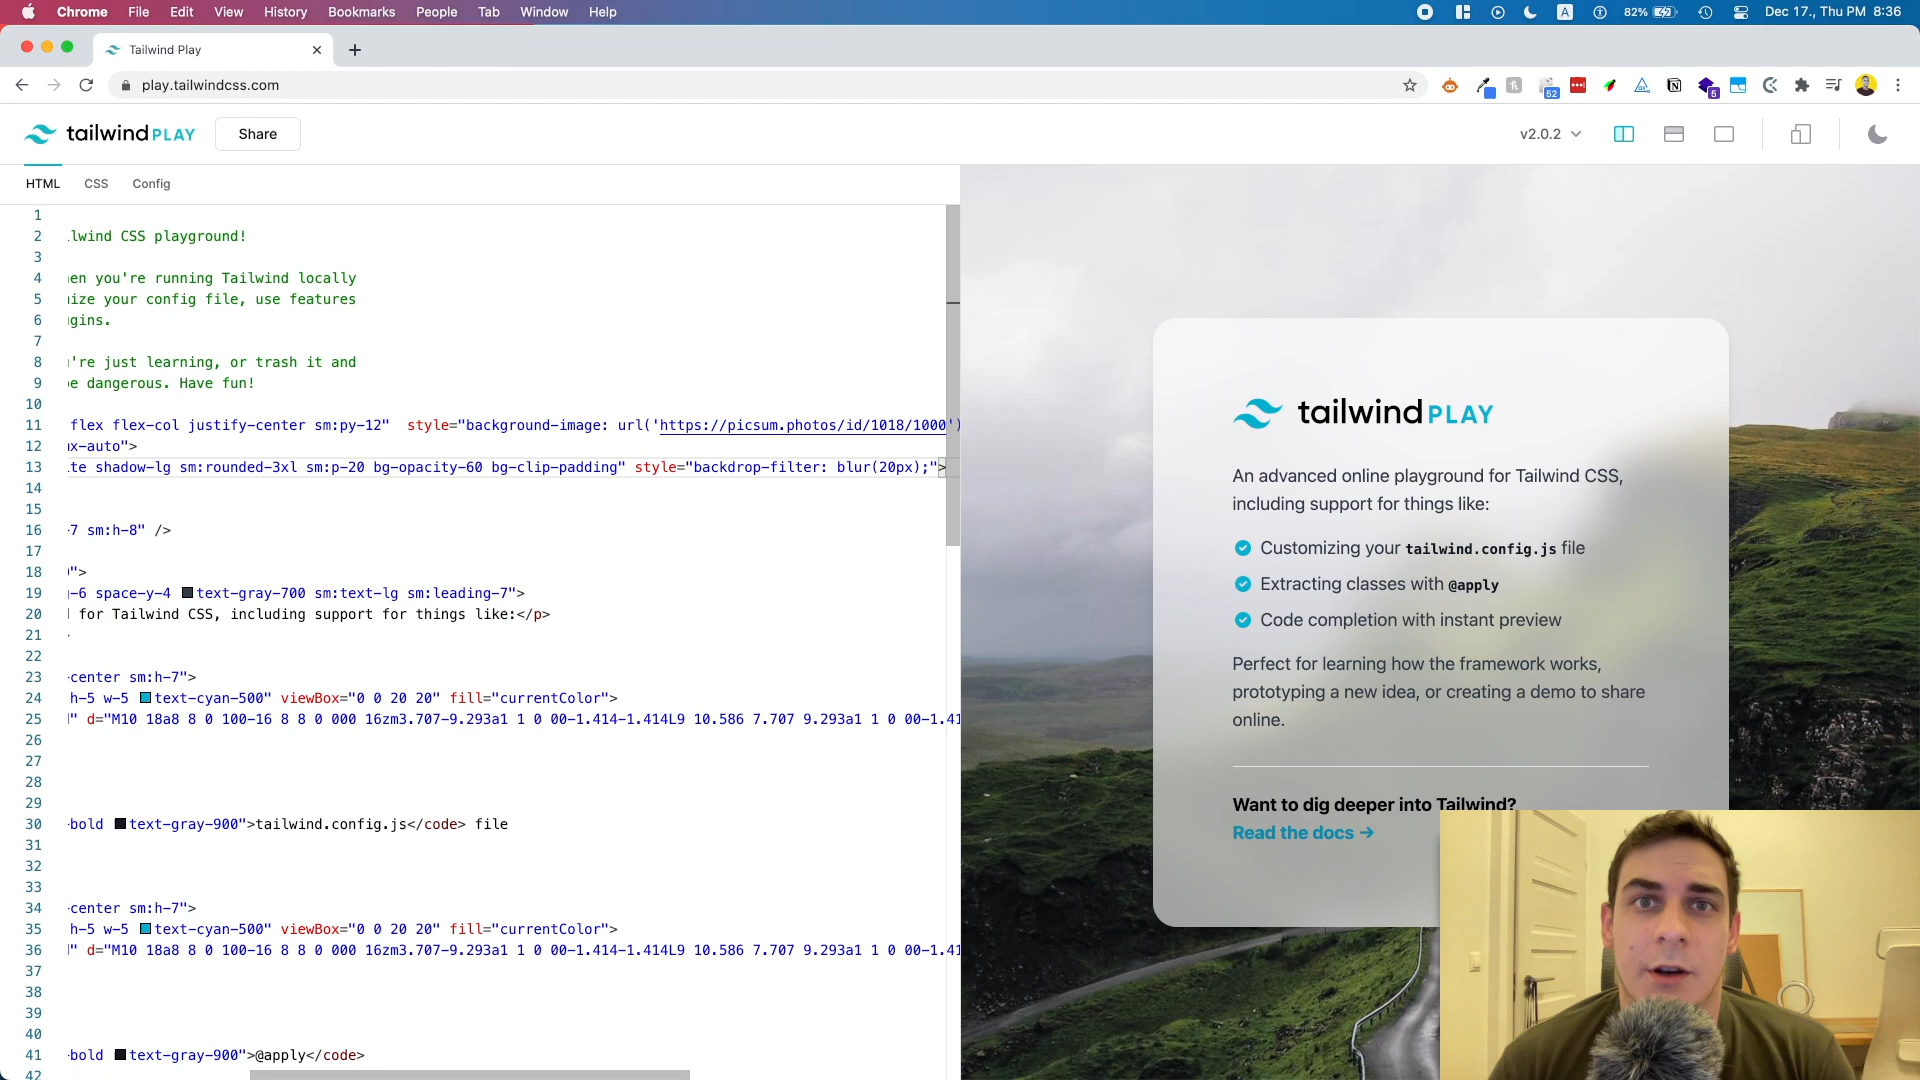 Chrome File Edit View History Bookmarks People Tab Window Help
A 82% Dec 17., Thu PM 8:36
Tailwind Play
play.tailwindcss.com
52 5
tailwind PLAY Share
v2.0.2
HTML CSS Config
1
2 lwind CSS playground!
3
4 en you're running Tailwind locally
5 ize your config file, use features
6 gins.
7
8 're just learning, or trash it and
9 e dangerous. Have fun!
10
11 flex flex-col justify-center sm:py-12" style="background-image: url('https://picsum.photos/id/1018/1000')
12 x-auto">
13 te shadow-lg sm:rounded-3xl sm:p-20 bg-opacity-60 bg-clip-padding" style="backdrop-filter: blur(20px);">
14
15
16 -7 sm:h-8" />
17
18 ">
19 -6 space-y-4 text-gray-700 sm:text-lg sm:leading-7">
20 for Tailwind CSS, including support for things like:</p>
21
22
23 -center sm:h-7">
24 h-5 w-5 text-cyan-500" viewBox="0 0 20 20" fill="currentColor">
25 " d="M10 18a8 8 0 100-16 8 8 0 000 16zm3.707-9.293a1 1 0 00-1.414-1.414L9 10.586 7.707 9.293a1 1 0 00-1.41
26
27
28
29
30 -bold text-gray-900">tailwind.config.js</code> file
31
32
33
34 -center sm:h-7">
35 h-5 w-5 text-cyan-500" viewBox="0 0 20 20" fill="currentColor">
36 " d="M10 18a8 8 0 100-16 8 8 0 000 16zm3.707-9.293a1 1 0 00-1.414-1.414L9 10.586 7.707 9.293a1 1 0 00-1.41
37
38
39
40
41 -bold text-gray-900">@apply</code>
42
tailwind PLAY
An advanced online playground for Tailwind CSS,
including support for things like:
Customizing your tailwind.config.js file
Extracting classes with @apply
Code completion with instant preview
Perfect for learning how the framework works,
prototyping a new idea, or creating a demo to share
online.
Want to dig deeper into Tailwind?
Read the docs →